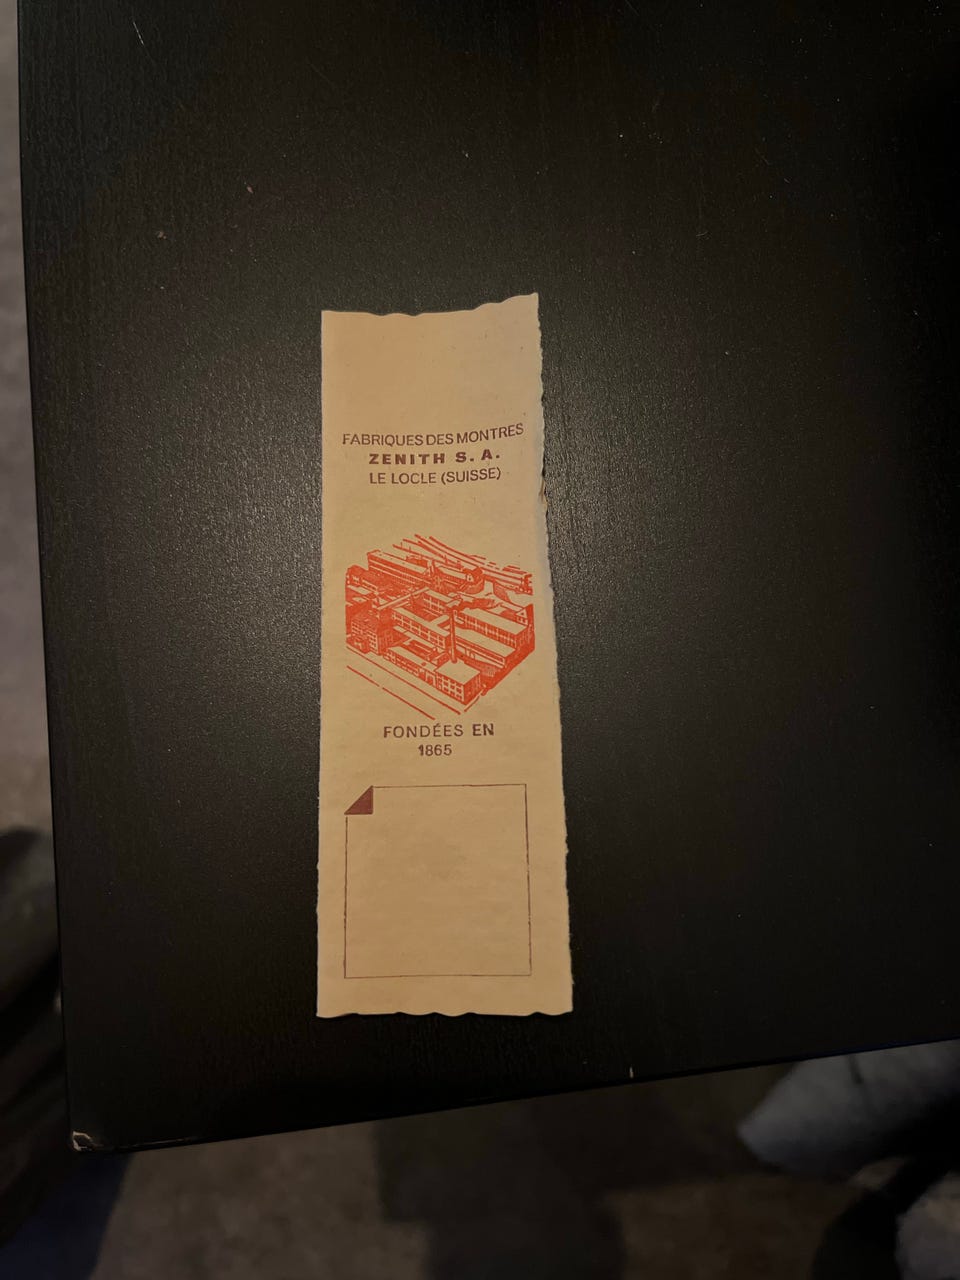 FABRIQUES DES MONTRES
ZENITH S. A.
LE LOCLE (SUISSE)
FONDÉES EN
1865